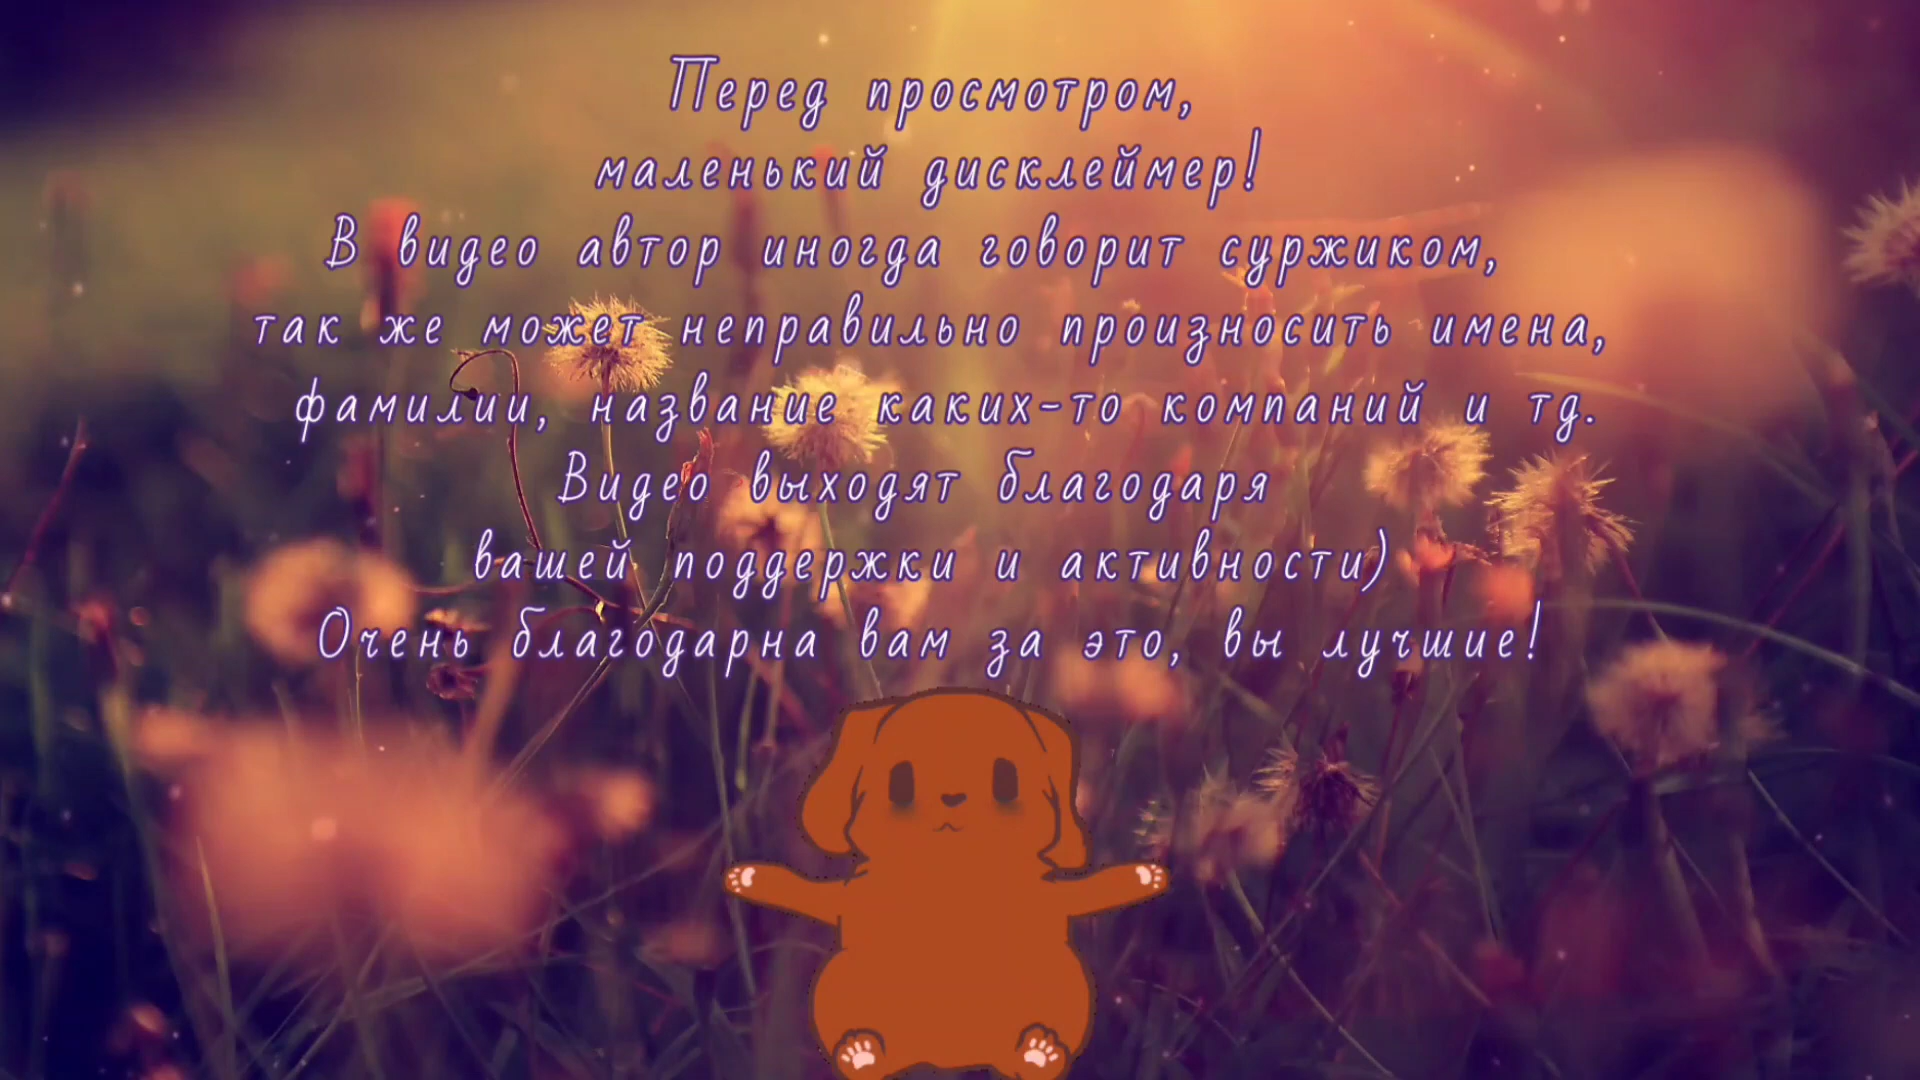 Перед просмотром,
маленький дисклеймер!
В видео автор иногда говорит суржиком,
так же может неправильно произносить имена,
фамилии, название каких-то компаний и тд.
Видео выходят благодаря
вашей поддержки и активности)
Очень благодарна вам за это, вы лучшие!